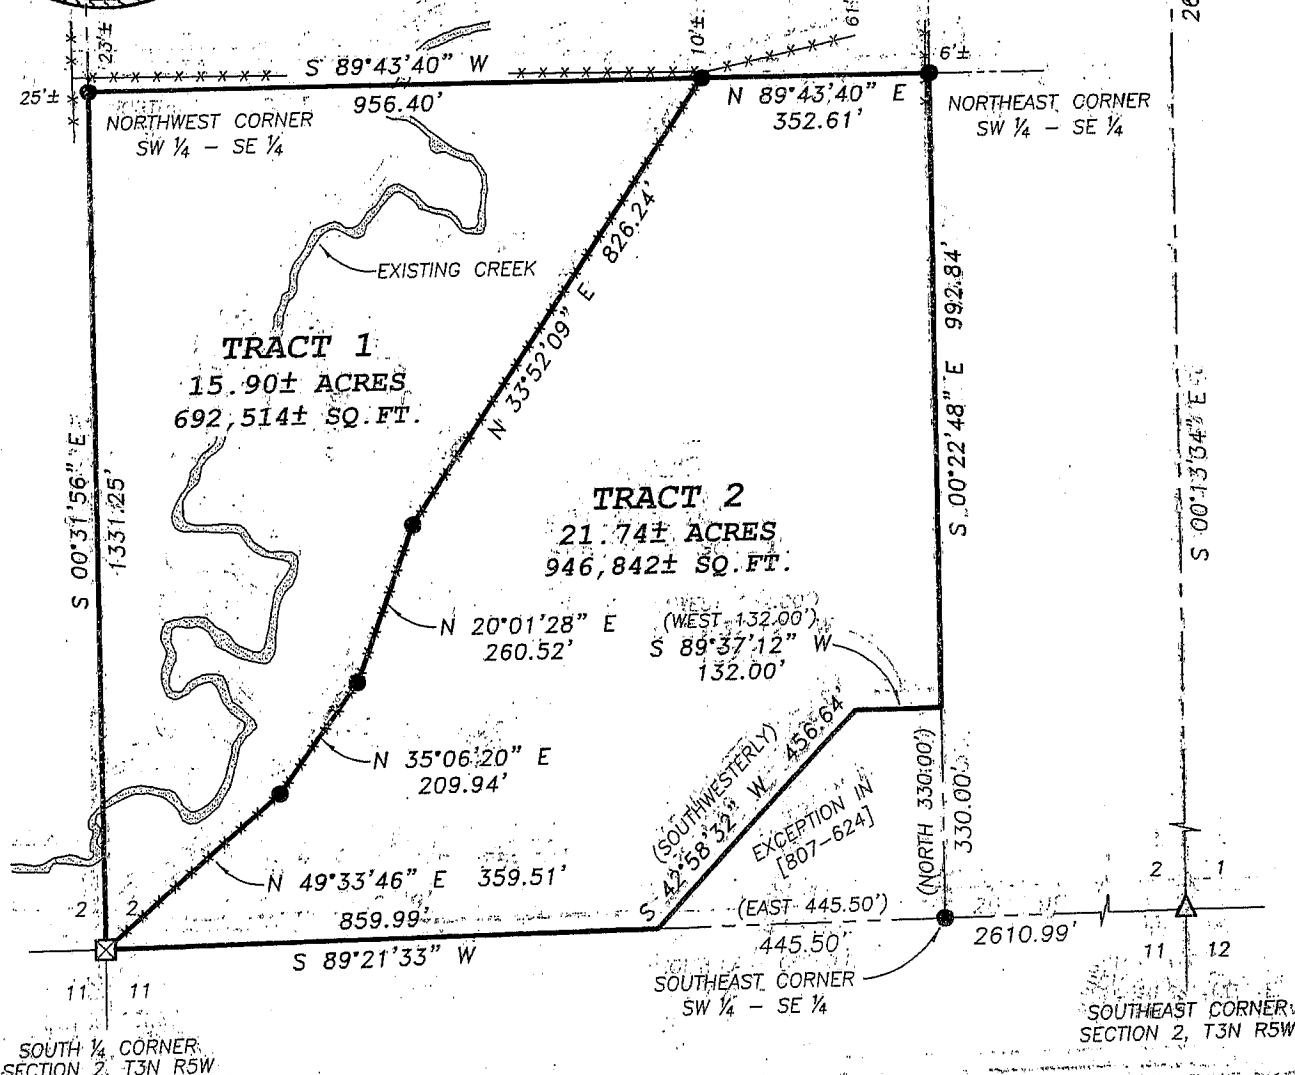 23'±
10'±
61
26
S 89°43'40" W
956.40'
25'±
6'±
N 89°43'40" E
352.61'
NORTHWEST CORNER
SW ¼ – SE ¼
NORTHEAST CORNER
SW ¼ – SE ¼
EXISTING CREEK
826.24'
N 33°52'09" E
TRACT 1
15.90± ACRES
692,514± SQ.FT.
S 00°31'56" E
1331.25'
S 00°22'48" E 992.84'
S 00°13'34" E
TRACT 2
21.74± ACRES
946,842± SQ.FT.
N 20°01'28" E
260.52'
(WEST 132.00')
S 89°37'12" W
132.00'
N 35°06'20" E
209.94'
(SOUTHWESTERLY)
S 42°58'32" W 456.64'
EXCEPTION IN
[807–624]
(NORTH 330.00')
330.00'
N 49°33'46" E 359.51'
859.99'
S 89°21'33" W
(EAST 445.50')
445.50'
2610.99'
2 2
11 11
2 1
11 12
SOUTHEAST CORNER
SW ¼ – SE ¼
SOUTH ¼ CORNER
SECTION 2, T3N R5W
SOUTHEAST CORNER
SECTION 2, T3N R5W